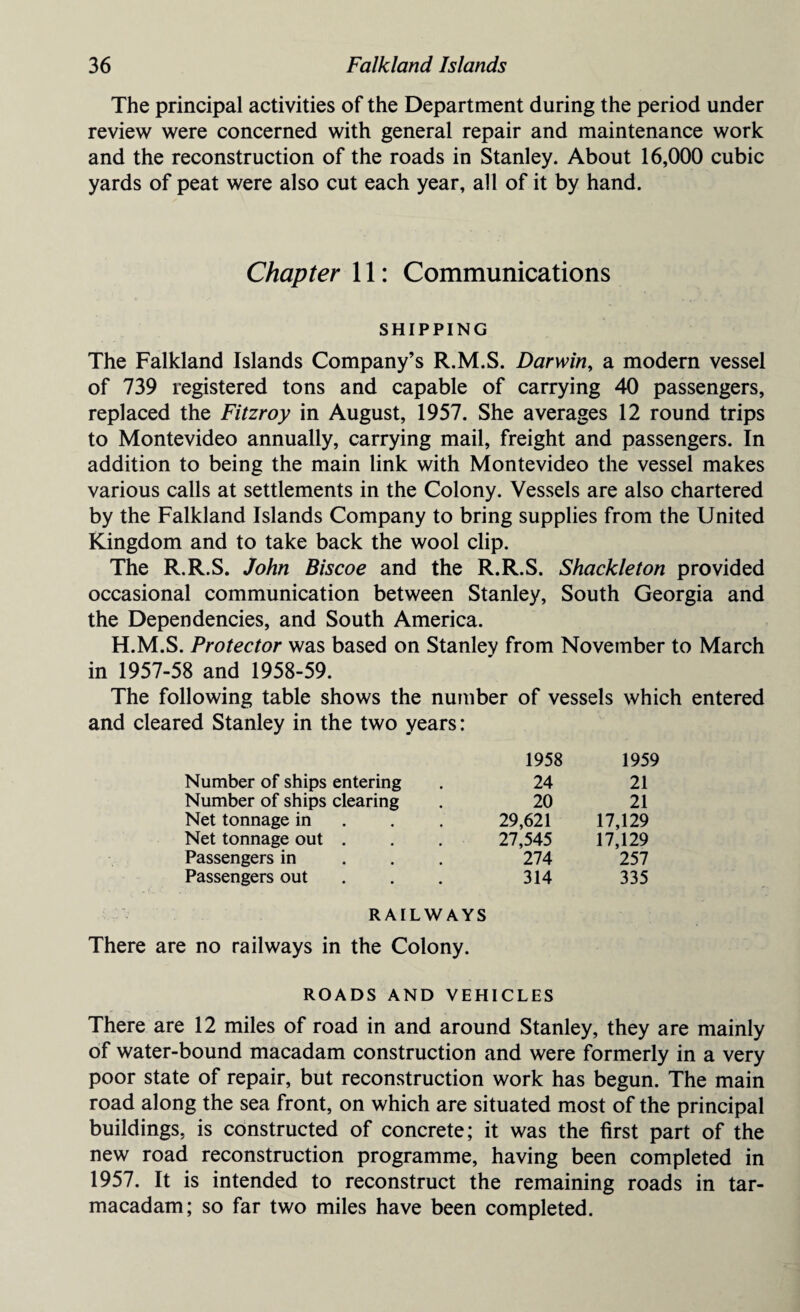 36 Falkland Islands
The principal activities of the Department during the period under
review were concerned with general repair and maintenance work
and the reconstruction of the roads in Stanley. About 16,000 cubic
yards of peat were also cut each year, all of it by hand.
Chapter 11: Communications
SHIPPING
The Falkland Islands Company's R.M.S. Darwin, a modern vessel
of 739 registered tons and capable of carrying 40 passengers,
replaced the Fitzroy in August, 1957. She averages 12 round trips
to Montevideo annually, carrying mail, freight and passengers. In
addition to being the main link with Montevideo the vessel makes
various calls at settlements in the Colony. Vessels are also chartered
by the Falkland Islands Company to bring supplies from the United
Kingdom and to take back the wool clip.
The R.R.S. John Biscoe and the R.R.S. Shackleton provided
occasional communication between Stanley, South Georgia and
the Dependencies, and South America.
H.M.S. Protector was based on Stanley from November to March
in 1957-58 and 1958-59.
The following table shows the number of vessels which entered
and cleared Stanley in the two years:
1958 1959
Number of ships entering . 24 21
Number of ships clearing . 20 21
Net tonnage in . . . 29,621 17,129
Net tonnage out . . . 27,545 17,129
Passengers in . . . 274 257
Passengers out . . . 314 335
RAILWAYS
There are no railways in the Colony.
ROADS AND VEHICLES
There are 12 miles of road in and around Stanley, they are mainly
of water-bound macadam construction and were formerly in a very
poor state of repair, but reconstruction work has begun. The main
road along the sea front, on which are situated most of the principal
buildings, is constructed of concrete; it was the first part of the
new road reconstruction programme, having been completed in
1957. It is intended to reconstruct the remaining roads in tar-
macadam; so far two miles have been completed.